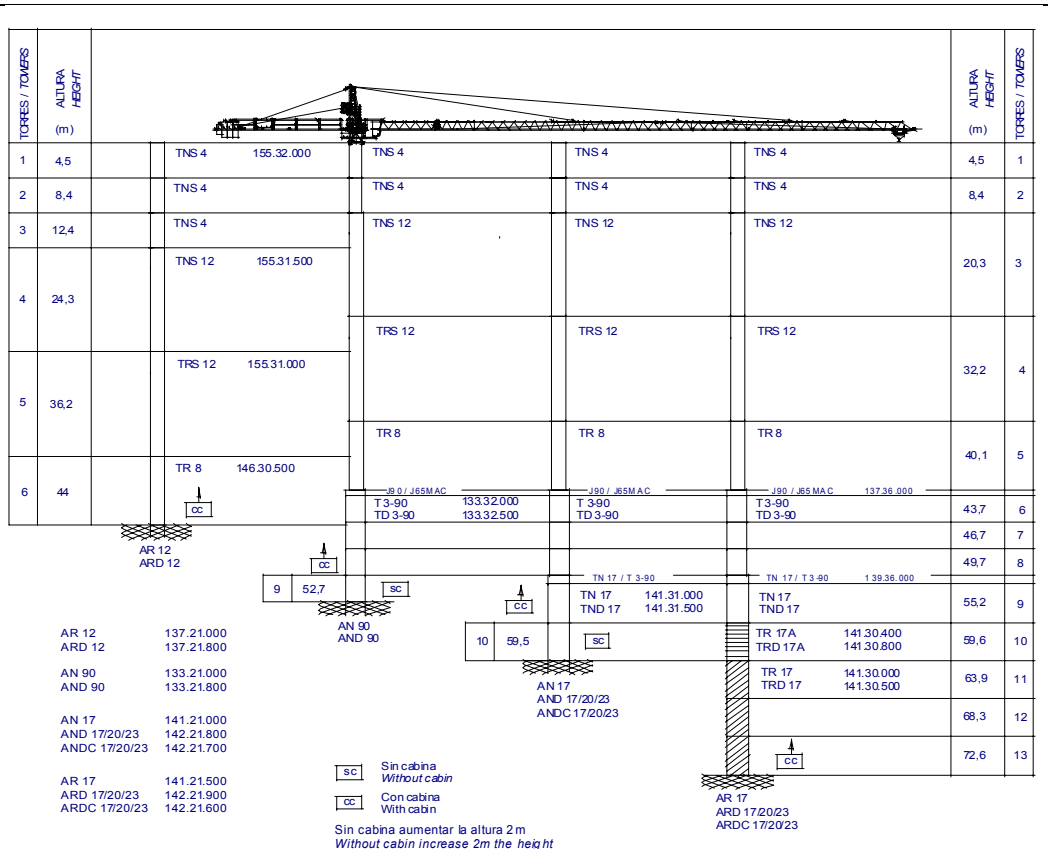 TORRES / TOWERS
ALTURA
HEIGHT
(m)
ALTURA
HEIGHT
(m)
TORRES / TOWERS
1 4,5 TNS 4 155.32.000 TNS 4 TNS 4 TNS 4 4,5 1
2 8,4 TNS 4 TNS 4 TNS 4 TNS 4 8,4 2
3 12,4 TNS 4 TNS 12 TNS 12 TNS 12
TNS 12 155.31.500 20,3 3
4 24,3
TRS 12 TRS 12 TRS 12
TRS 12 155.31.000 32,2 4
5 36,2
TR 8 TR 8 TR 8
40,1 5
TR 8 146.30.500
6 44
CC
J90 / J65MAC J90 / J65MAC J90 / J65MAC 137.36.000
T 3-90 133.32.000 T 3-90 T 3-90 43,7 6
TD 3-90 133.32.500 TD 3-90 TD 3-90
46,7 7
AR 12
ARD 12
CC
49,7 8
TN 17 / T 3-90 TN 17 / T 3-90 139.36.000
9 52,7 SC
CC
TN 17 141.31.000 TN 17 55,2 9
TND 17 141.31.500 TND 17
AN 90
AND 90
10 59,5 SC
TR 17A 141.30.400 59,6 10
TRD 17A 141.30.800
AN 17
AND 17/20/23
ANDC 17/20/23
TR 17 141.30.000 63,9 11
TRD 17 141.30.500
68,3 12
CC
72,6 13
AR 17
ARD 17/20/23
ARDC 17/20/23
AR 12 137.21.000
ARD 12 137.21.800
AN 90 133.21.000
AND 90 133.21.800
AN 17 141.21.000
AND 17/20/23 142.21.800
ANDC 17/20/23 142.21.700
AR 17 141.21.500
ARD 17/20/23 142.21.900
ARDC 17/20/23 142.21.600
SC Sin cabina
Without cabin
CC Con cabina
With cabin
Sin cabina aumentar la altura 2 m
Without cabin increase 2m the height